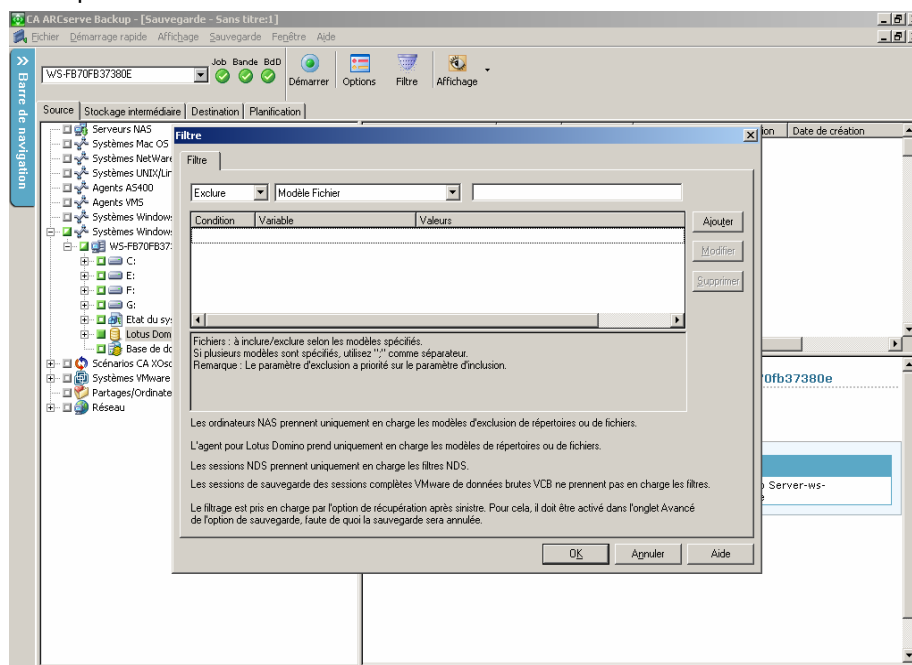 CA ARCserve Backup - [Sauvegarde - Sans titre:1]
Fichier Démarrage rapide Affichage Sauvegarde Fenêtre Aide
WS-FB70FB37380E
Job Bande BdD
Démarrer Options Filtre Affichage
Barre de navigation
Source Stockage intermédiaire Destination Planification
Date de création
Serveurs NAS
Systèmes Mac OS
Systèmes NetWare
Systèmes UNIX/Lin
Agents AS400
Agents VMS
Systèmes Window
Systèmes Window
WS-FB70FB37
C:
E:
F:
G:
Etat du sy
Lotus Dom
Base de do
Scénarios CA XOso
Systèmes VMware
Partages/Ordinate
Réseau
Filtre
Filtre
Exclure Modèle Fichier
Condition Variable Valeurs
Ajouter
Modifier
Supprimer
Fichiers : à inclure/exclure selon les modèles spécifiés.
Si plusieurs modèles sont spécifiés, utilisez "," comme séparateur.
Remarque : Le paramètre d'exclusion a priorité sur le paramètre d'inclusion.
Les ordinateurs NAS prennent uniquement en charge les modèles d'exclusion de répertoires ou de fichiers.
L'agent pour Lotus Domino prend uniquement en charge les modèles de répertoires ou de fichiers.
Les sessions NDS prennent uniquement en charge les filtres NDS.
Les sessions de sauvegarde des sessions complètes VMware de données brutes VCB ne prennent pas en charge les filtres.
Le filtrage est pris en charge par l'option de récupération après sinistre. Pour cela, il doit être activé dans l'onglet Avancé
de l'option de sauvegarde, faute de quoi la sauvegarde sera annulée.
OK Annuler Aide
70fb37380e
Server-ws-